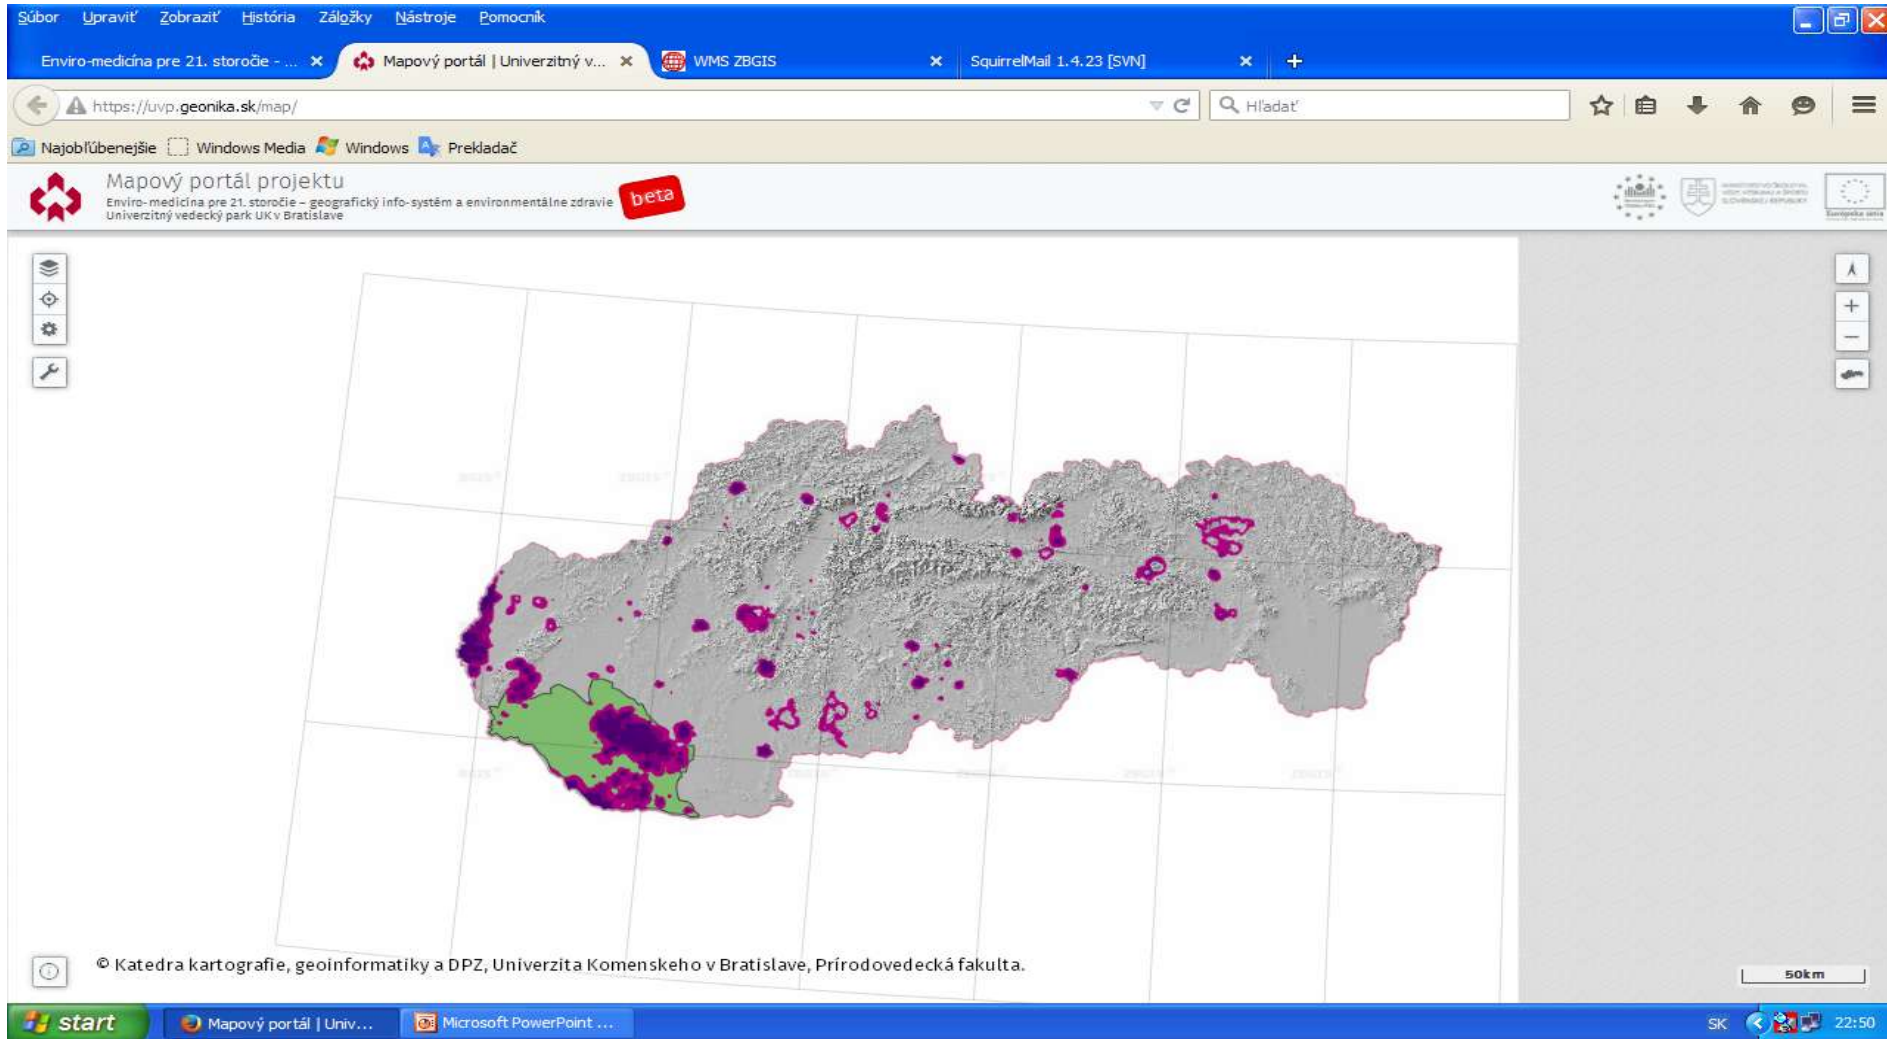 Súbor Upraviť Zobraziť História Záložky Nástroje Pomocník
Enviro-medicína pre 21. storočie - ... Mapový portál | Univerzitný v... WMS ZBGIS SquirrelMail 1.4.23 [SVN]
https://uvp.geonika.sk/map/ Hľadať
Najobľúbenejšie Windows Media Windows Prekladač
Mapový portál projektu
Enviro-medicina pre 21. storočie – geografický info-systém a environmentálne zdravie
Univerzitný vedecký park UK v Bratislave
beta
Európska únia
© Katedra kartografie, geoinformatiky a DPZ, Univerzita Komenskeho v Bratislave, Prírodovedecká fakulta.
50km
start Mapový portál | Univ... Microsoft PowerPoint ... SK 22:50